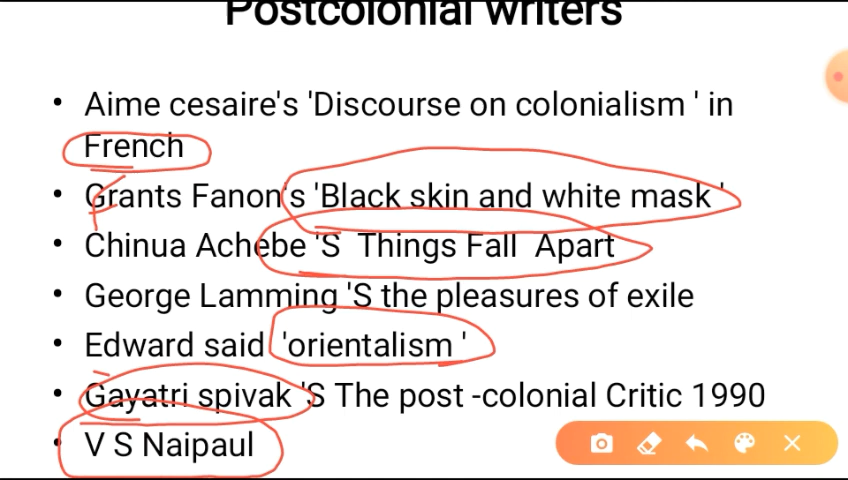 Postcolonial writers
• Aime cesaire's 'Discourse on colonialism ' in
French
• Grants Fanon's 'Black skin and white mask '
• Chinua Achebe 'S Things Fall Apart
• George Lamming 'S the pleasures of exile
• Edward said 'orientalism '
• Gayatri spivak 'S The post -colonial Critic 1990
• V S Naipaul